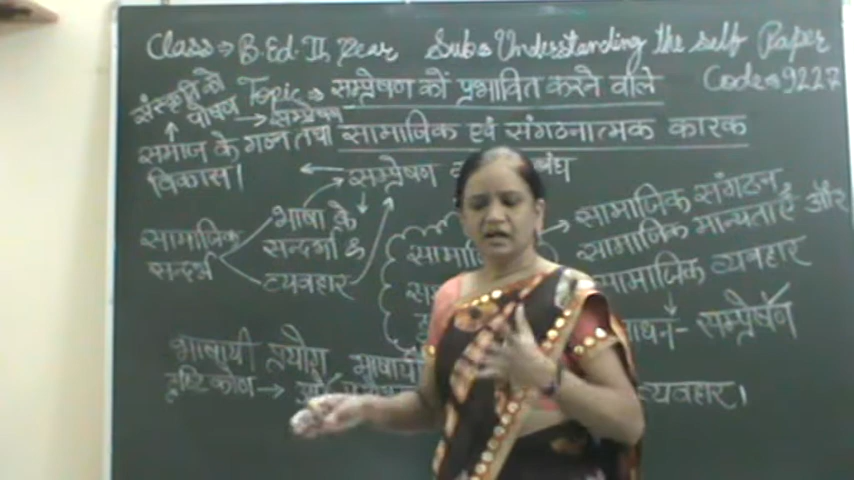 Class → B.Ed. II, year Sub: Understanding the self Paper
Code 9227
Topic → सम्प्रेषण को प्रभावित करने वाले
सामाजिक एवं संगठनात्मक कारक
संस्कृति को
पोषण → सम्प्रेषण
समाज के गठन तथा
विकास।
सम्प्रेषण
सामाजिक
सन्दर्भ
भाषा के
सन्दर्भा के
व्यवहार
सामाजिक संगठन
सामाजिक मान्यताएँ और
सामाजिक व्यवहार
सम्प्रेषण
भाषायी प्रयोग भाषायी
दृष्टि कोण →
व्यवहार।